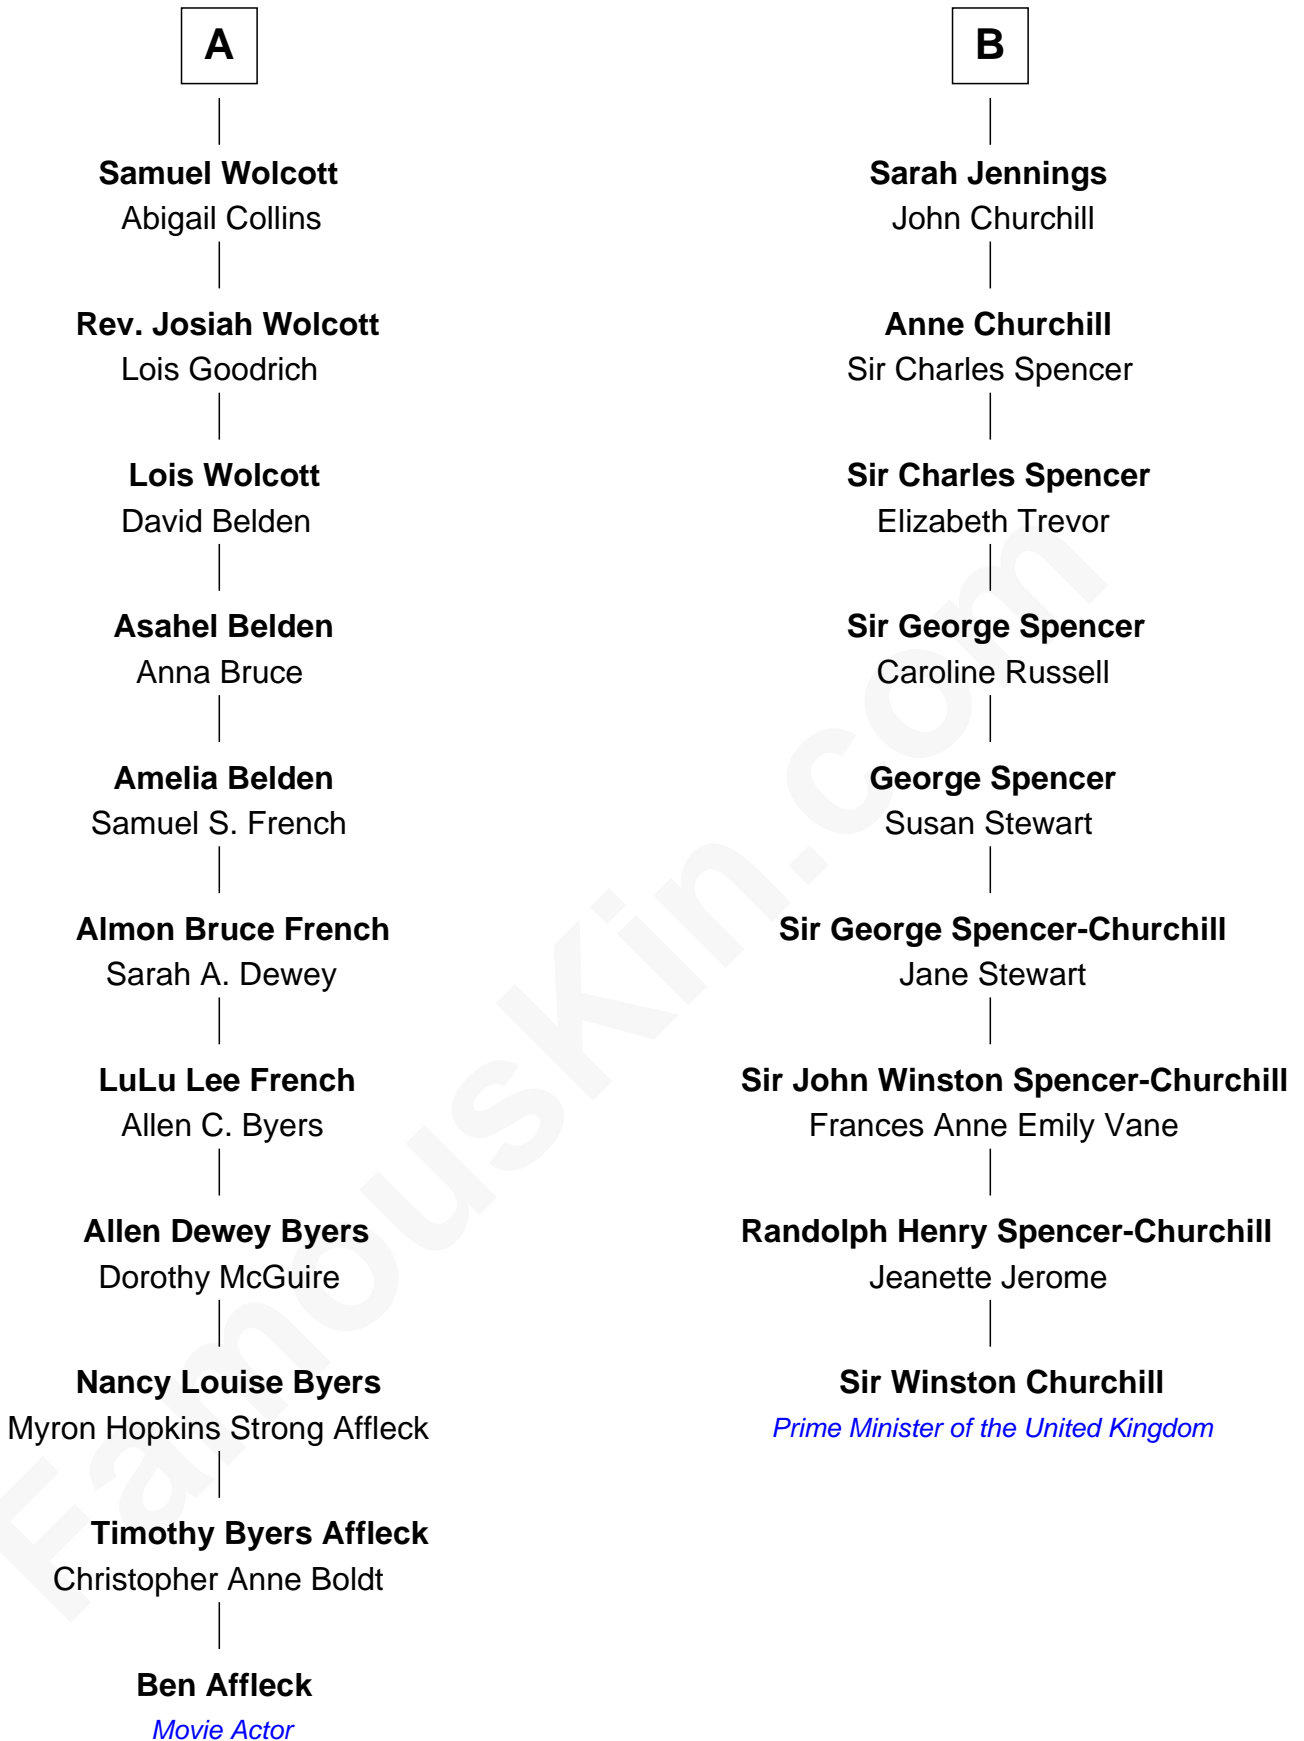 A
Samuel Wolcott
Abigail Collins
Rev. Josiah Wolcott
Lois Goodrich
Lois Wolcott
David Belden
Asahel Belden
Anna Bruce
Amelia Belden
Samuel S. French
Almon Bruce French
Sarah A. Dewey
LuLu Lee French
Allen C. Byers
Allen Dewey Byers
Dorothy McGuire
Nancy Louise Byers
Myron Hopkins Strong Affleck
Timothy Byers Affleck
Christopher Anne Boldt
Ben Affleck
Movie Actor
B
Sarah Jennings
John Churchill
Anne Churchill
Sir Charles Spencer
Sir Charles Spencer
Elizabeth Trevor
Sir George Spencer
Caroline Russell
George Spencer
Susan Stewart
Sir George Spencer-Churchill
Jane Stewart
Sir John Winston Spencer-Churchill
Frances Anne Emily Vane
Randolph Henry Spencer-Churchill
Jeanette Jerome
Sir Winston Churchill
Prime Minister of the United Kingdom
FamousKin.com